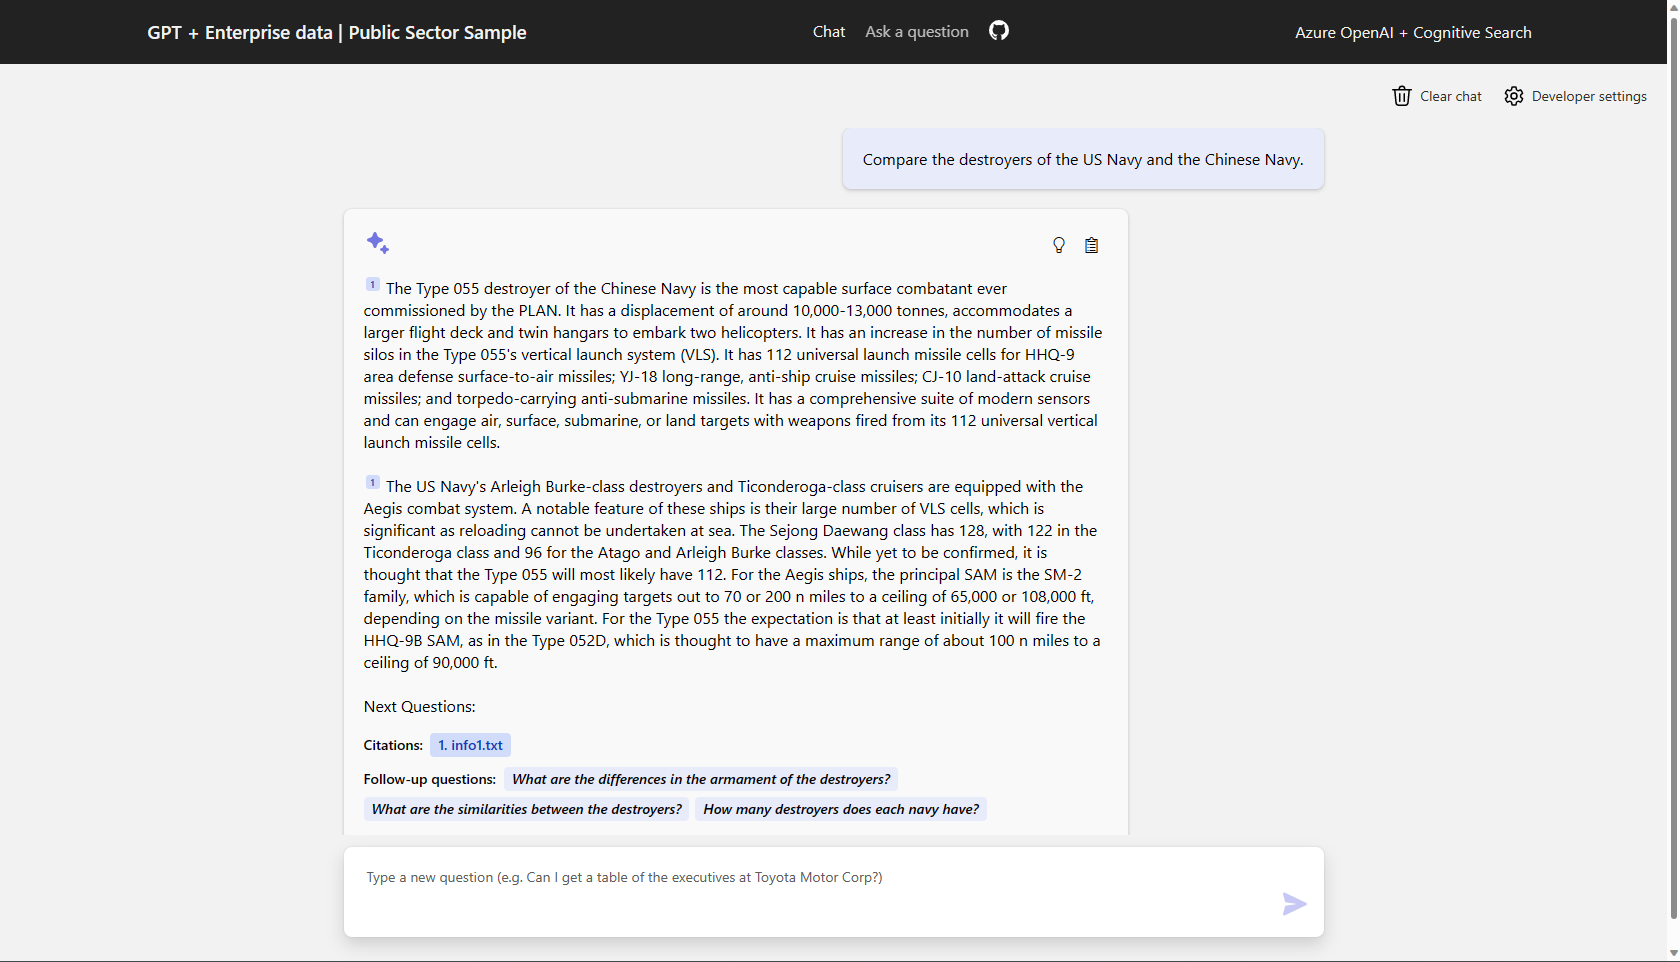 GPT + Enterprise data | Public Sector Sample
Chat
Ask a question
Azure OpenAI + Cognitive Search
Clear chat
Developer settings
Compare the destroyers of the US Navy and the Chinese Navy.
1 The Type 055 destroyer of the Chinese Navy is the most capable surface combatant ever
commissioned by the PLAN. It has a displacement of around 10,000-13,000 tonnes, accommodates a
larger flight deck and twin hangars to embark two helicopters. It has an increase in the number of missile
silos in the Type 055's vertical launch system (VLS). It has 112 universal launch missile cells for HHQ-9
area defense surface-to-air missiles; YJ-18 long-range, anti-ship cruise missiles; CJ-10 land-attack cruise
missiles; and torpedo-carrying anti-submarine missiles. It has a comprehensive suite of modern sensors
and can engage air, surface, submarine, or land targets with weapons fired from its 112 universal vertical
launch missile cells.
1 The US Navy's Arleigh Burke-class destroyers and Ticonderoga-class cruisers are equipped with the
Aegis combat system. A notable feature of these ships is their large number of VLS cells, which is
significant as reloading cannot be undertaken at sea. The Sejong Daewang class has 128, with 122 in the
Ticonderoga class and 96 for the Atago and Arleigh Burke classes. While yet to be confirmed, it is
thought that the Type 055 will most likely have 112. For the Aegis ships, the principal SAM is the SM-2
family, which is capable of engaging targets out to 70 or 200 n miles to a ceiling of 65,000 or 108,000 ft,
depending on the missile variant. For the Type 055 the expectation is that at least initially it will fire the
HHQ-9B SAM, as in the Type 052D, which is thought to have a maximum range of about 100 n miles to a
ceiling of 90,000 ft.
Next Questions:
Citations: 1. info1.txt
Follow-up questions: What are the differences in the armament of the destroyers?
What are the similarities between the destroyers? How many destroyers does each navy have?
Type a new question (e.g. Can I get a table of the executives at Toyota Motor Corp?)